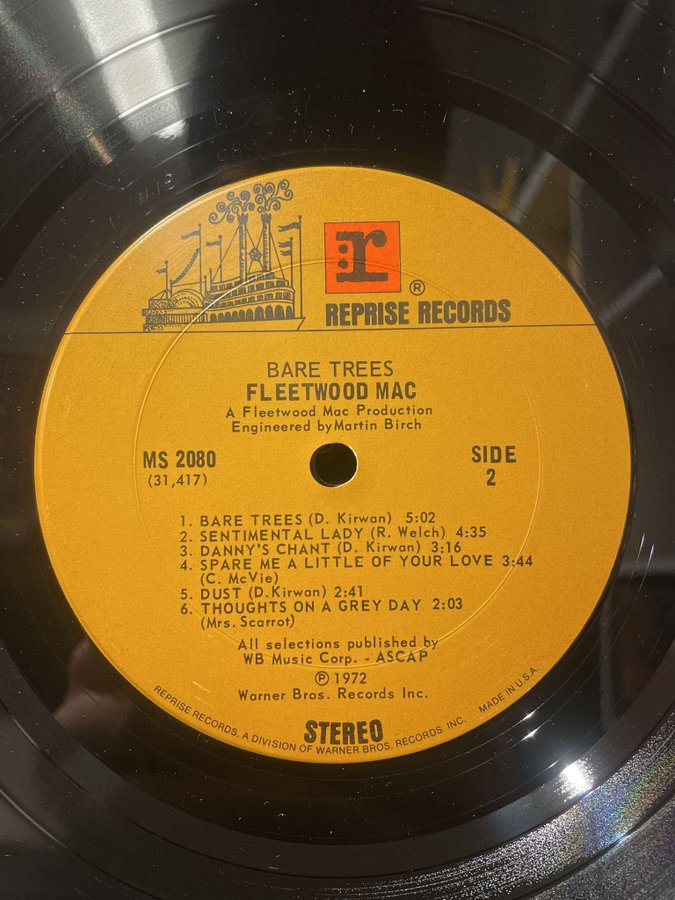 r
®
REPRISE RECORDS
BARE TREES
FLEETWOOD MAC
A Fleetwood Mac Production
Engineered by Martin Birch
MS 2080
(31,417)
SIDE
2
1. BARE TREES (D. Kirwan) 5:02
2. SENTIMENTAL LADY (R. Welch) 4:35
3. DANNY'S CHANT (D. Kirwan) 3:16
4. SPARE ME A LITTLE OF YOUR LOVE 3:44
(C. McVie)
5. DUST (D.Kirwan) 2:41
6. THOUGHTS ON A GREY DAY 2:03
(Mrs. Scarrot)
All selections published by
WB Music Corp. - ASCAP
℗ 1972
Warner Bros. Records Inc.
STEREO
REPRISE RECORDS, A DIVISION OF WARNER BROS. RECORDS INC. MADE IN U.S.A.